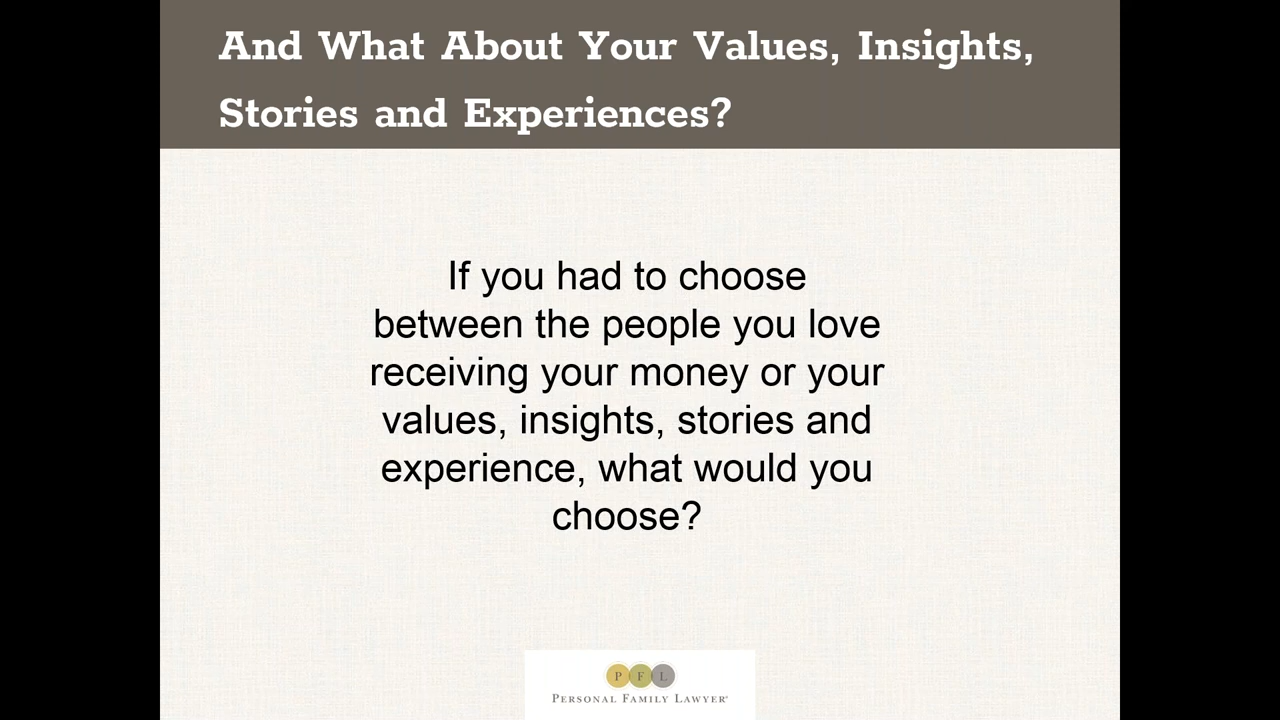 And What About Your Values, Insights,
Stories and Experiences?
If you had to choose
between the people you love
receiving your money or your
values, insights, stories and
experience, what would you
choose?
P F L
PERSONAL FAMILY LAWYER®